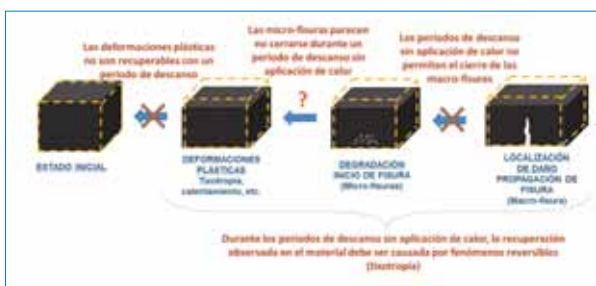 Las deformaciones plásticas
no son recuperables con un
periodo de descanso
Las micro-fisuras parecen
no cerrarse durante un
periodo de descanso sin
aplicación de calor
Los periodos de descanso
sin aplicación de calor no
permiten el cierre de las
macro-fisuras
?
ESTADO INICIAL
DEFORMACIONES
PLÁSTICAS
Tixotropía,
calentamiento, etc.
DEGRADACIÓN
INICIO DE FISURA
(Micro-fisuras)
LOCALIZACIÓN
DE DAÑO
PROPAGACIÓN DE
FISURA
(Macro-fisura)
Durante los periodos de descanso sin aplicación de calor, la recuperación
observada en el material debe ser causada por fenómenos reversibles
(tixotropía)